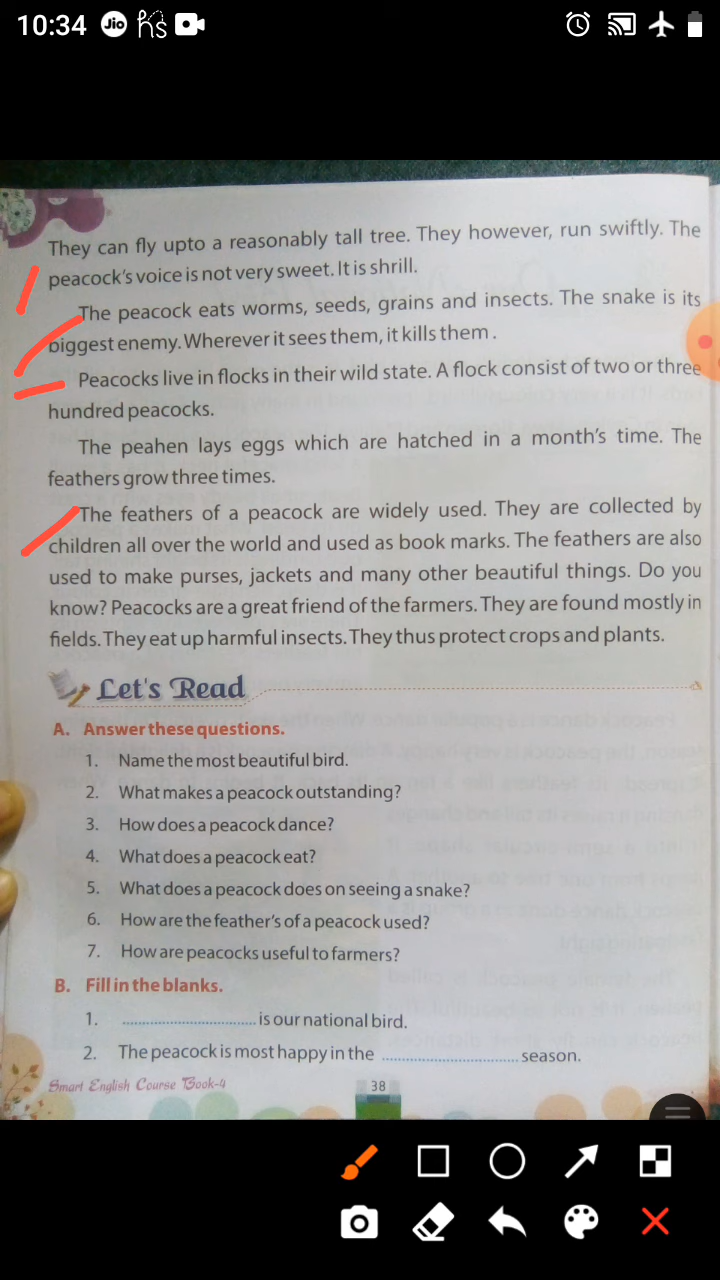 10:34
Jio
They can fly upto a reasonably tall tree. They however, run swiftly. The
peacock's voice is not very sweet. It is shrill.
The peacock eats worms, seeds, grains and insects. The snake is its
biggest enemy. Wherever it sees them, it kills them.
Peacocks live in flocks in their wild state. A flock consist of two or three
hundred peacocks.
The peahen lays eggs which are hatched in a month's time. The
feathers grow three times.
The feathers of a peacock are widely used. They are collected by
children all over the world and used as book marks. The feathers are also
used to make purses, jackets and many other beautiful things. Do you
know? Peacocks are a great friend of the farmers. They are found mostly in
fields. They eat up harmful insects. They thus protect crops and plants.
Let's Read
A. Answer these questions.
1. Name the most beautiful bird.
2. What makes a peacock outstanding?
3. How does a peacock dance?
4. What does a peacock eat?
5. What does a peacock does on seeing a snake?
6. How are the feather's of a peacock used?
7. How are peacocks useful to farmers?
B. Fill in the blanks.
1. .................................. is our national bird.
2. The peacock is most happy in the .................................. season.
Smart English Course Book-4
38